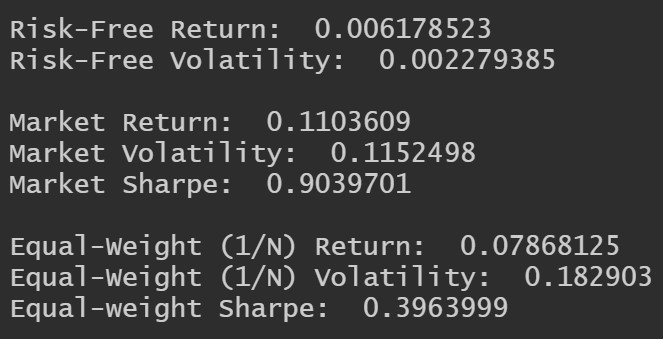 Risk-Free Return:  0.006178523
Risk-Free Volatility:  0.002279385
Market Return:  0.1103609
Market Volatility:  0.1152498
Market Sharpe:  0.9039701
Equal-Weight (1/N) Return:  0.07868125
Equal-Weight (1/N) Volatility:  0.182903
Equal-weight Sharpe:  0.3963999